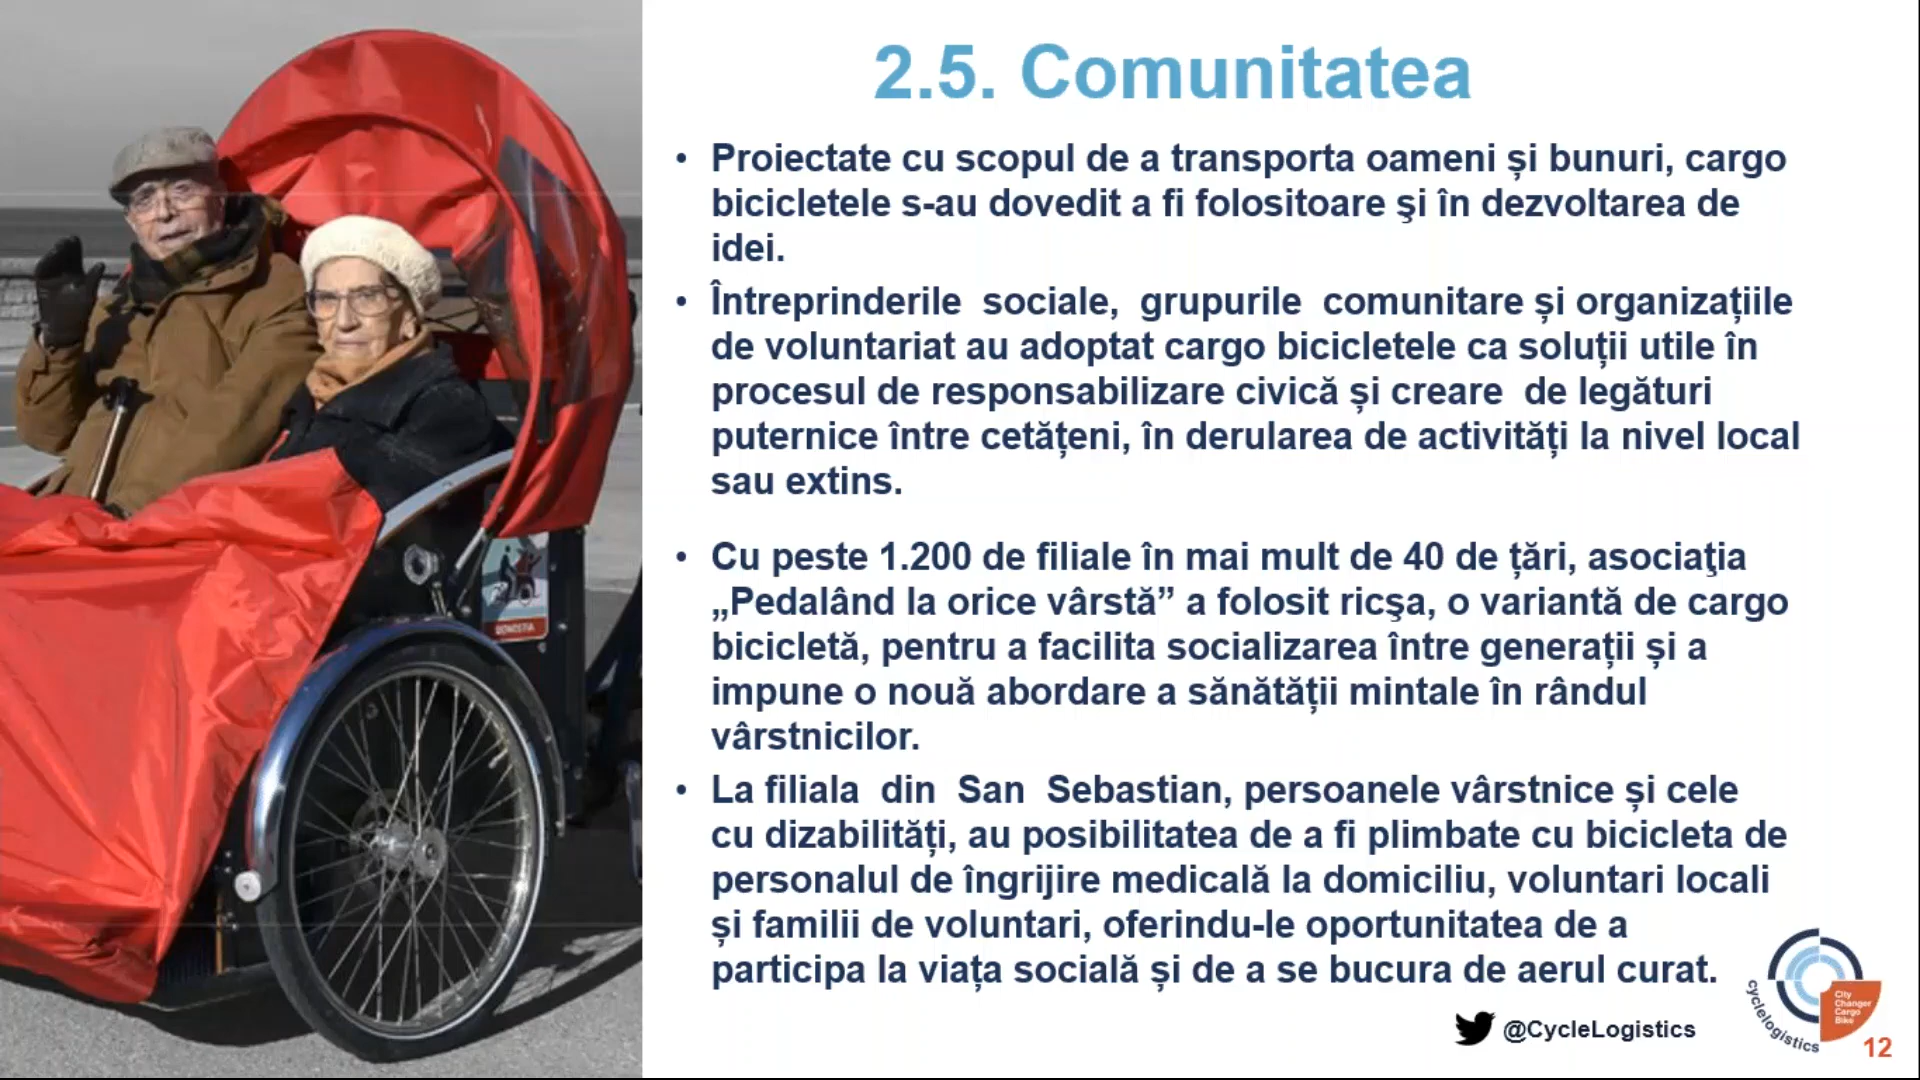 2.5. Comunitatea
• Proiectate cu scopul de a transporta oameni și bunuri, cargo
bicicletele s-au dovedit a fi folositoare şi în dezvoltarea de
idei.
• Întreprinderile sociale, grupurile comunitare și organizațiile
de voluntariat au adoptat cargo bicicletele ca soluții utile în
procesul de responsabilizare civică și creare de legături
puternice între cetățeni, în derularea de activități la nivel local
sau extins.
• Cu peste 1.200 de filiale în mai mult de 40 de țări, asociaţia
„Pedalând la orice vârstă” a folosit ricşa, o variantă de cargo
bicicletă, pentru a facilita socializarea între generații și a
impune o nouă abordare a sănătății mintale în rândul
vârstnicilor.
• La filiala din San Sebastian, persoanele vârstnice și cele
cu dizabilități, au posibilitatea de a fi plimbate cu bicicleta de
personalul de îngrijire medicală la domiciliu, voluntari locali
și familii de voluntari, oferindu-le oportunitatea de a
participa la viața socială și de a se bucura de aerul curat.
DONOSTIA
@CycleLogistics
cyclelogistics
City
Changer
Cargo
Bike
12